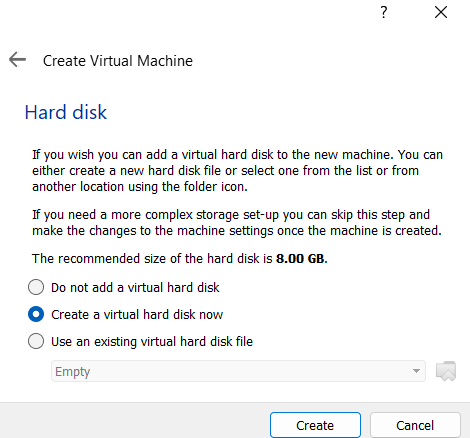 ?
Create Virtual Machine
Hard disk
If you wish you can add a virtual hard disk to the new machine. You can
either create a new hard disk file or select one from the list or from
another location using the folder icon.
If you need a more complex storage set-up you can skip this step and
make the changes to the machine settings once the machine is created.
The recommended size of the hard disk is 8.00 GB.
Do not add a virtual hard disk
Create a virtual hard disk now
Use an existing virtual hard disk file
Empty
Create Cancel